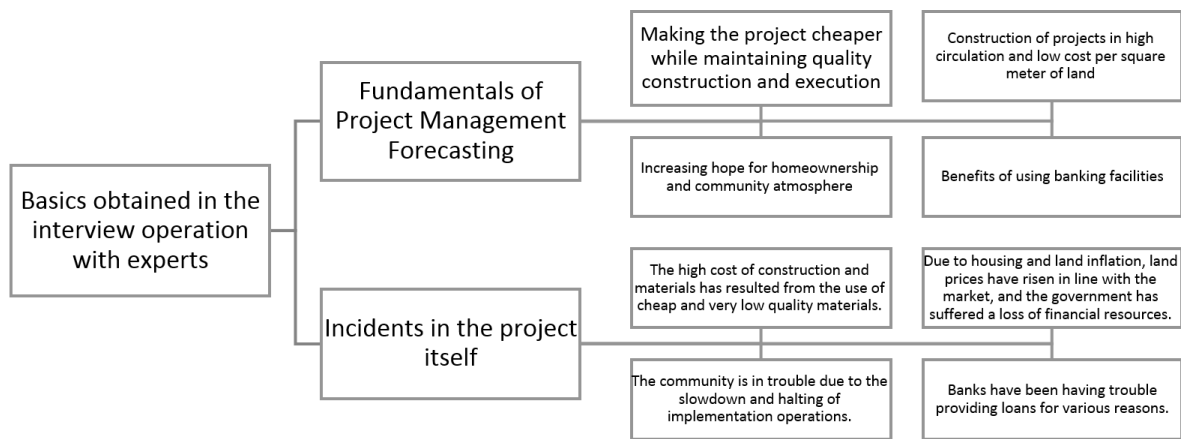 Basics obtained in the
interview operation
with experts
Fundamentals of
Project Management
Forecasting
Making the project cheaper
while maintaining quality
construction and execution
Construction of projects in high
circulation and low cost per square
meter of land
Increasing hope for homeownership
and community atmosphere
Benefits of using banking facilities
Incidents in the project
itself
The high cost of construction and
materials has resulted from the use of
cheap and very low quality materials.
Due to housing and land inflation, land
prices have risen in line with the
market, and the government has
suffered a loss of financial resources.
The community is in trouble due to the
slowdown and halting of
implementation operations.
Banks have been having trouble
providing loans for various reasons.